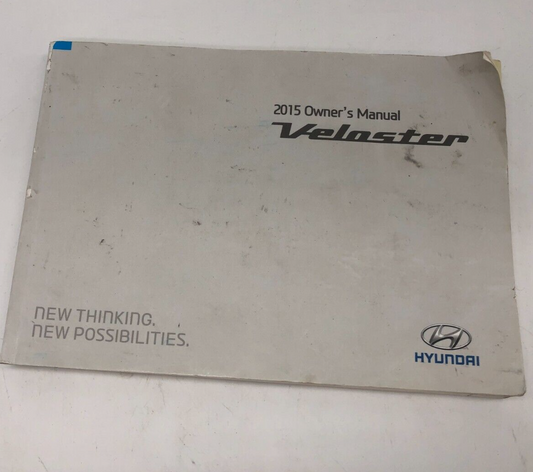 2015 Owner's Manual
Veloster
NEW THINKING.
NEW POSSIBILITIES.
HYUNDAI